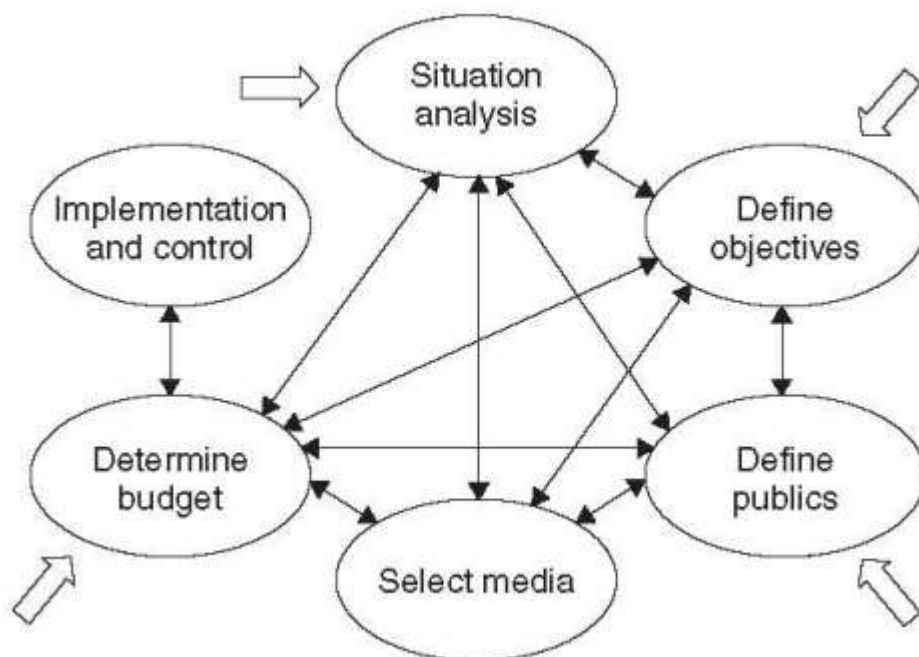 Situation
analysis
Implementation
and control
Define
objectives
Determine
budget
Define
publics
Select media